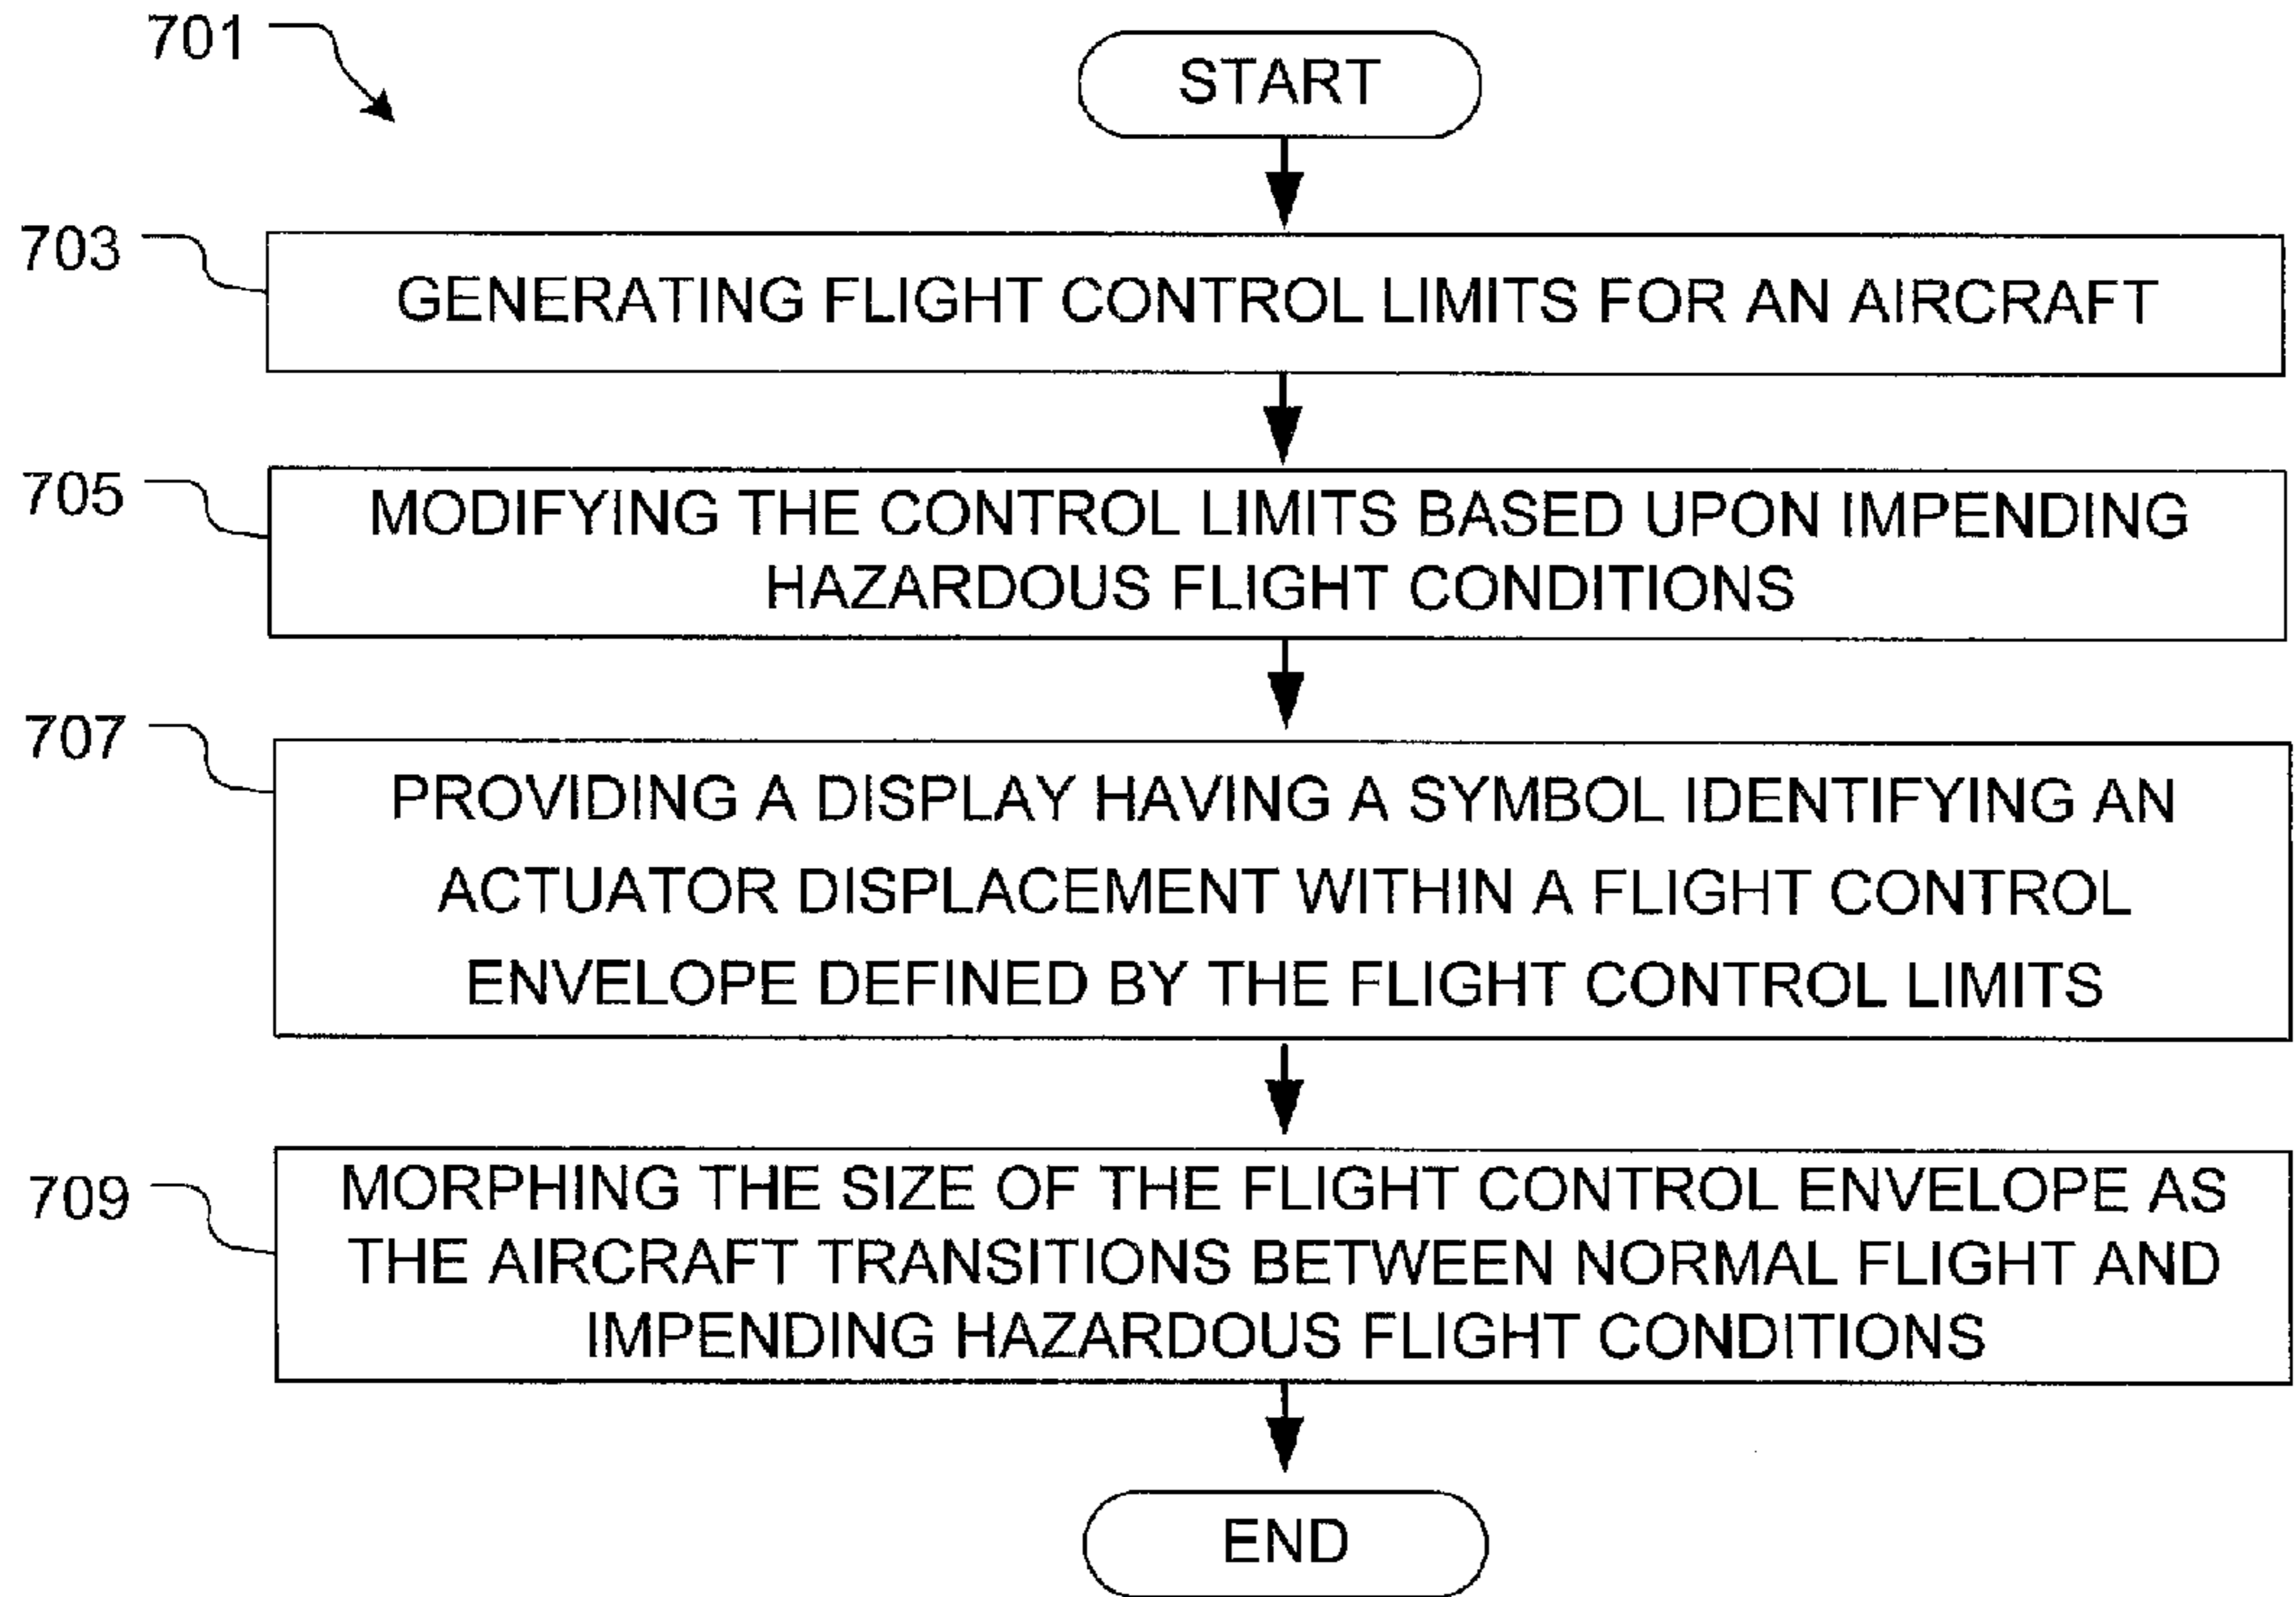 701
START
703
GENERATING FLIGHT CONTROL LIMITS FOR AN AIRCRAFT
705
MODIFYING THE CONTROL LIMITS BASED UPON IMPENDING
HAZARDOUS FLIGHT CONDITIONS
707
PROVIDING A DISPLAY HAVING A SYMBOL IDENTIFYING AN
ACTUATOR DISPLACEMENT WITHIN A FLIGHT CONTROL
ENVELOPE DEFINED BY THE FLIGHT CONTROL LIMITS
709
MORPHING THE SIZE OF THE FLIGHT CONTROL ENVELOPE AS
THE AIRCRAFT TRANSITIONS BETWEEN NORMAL FLIGHT AND
IMPENDING HAZARDOUS FLIGHT CONDITIONS
END